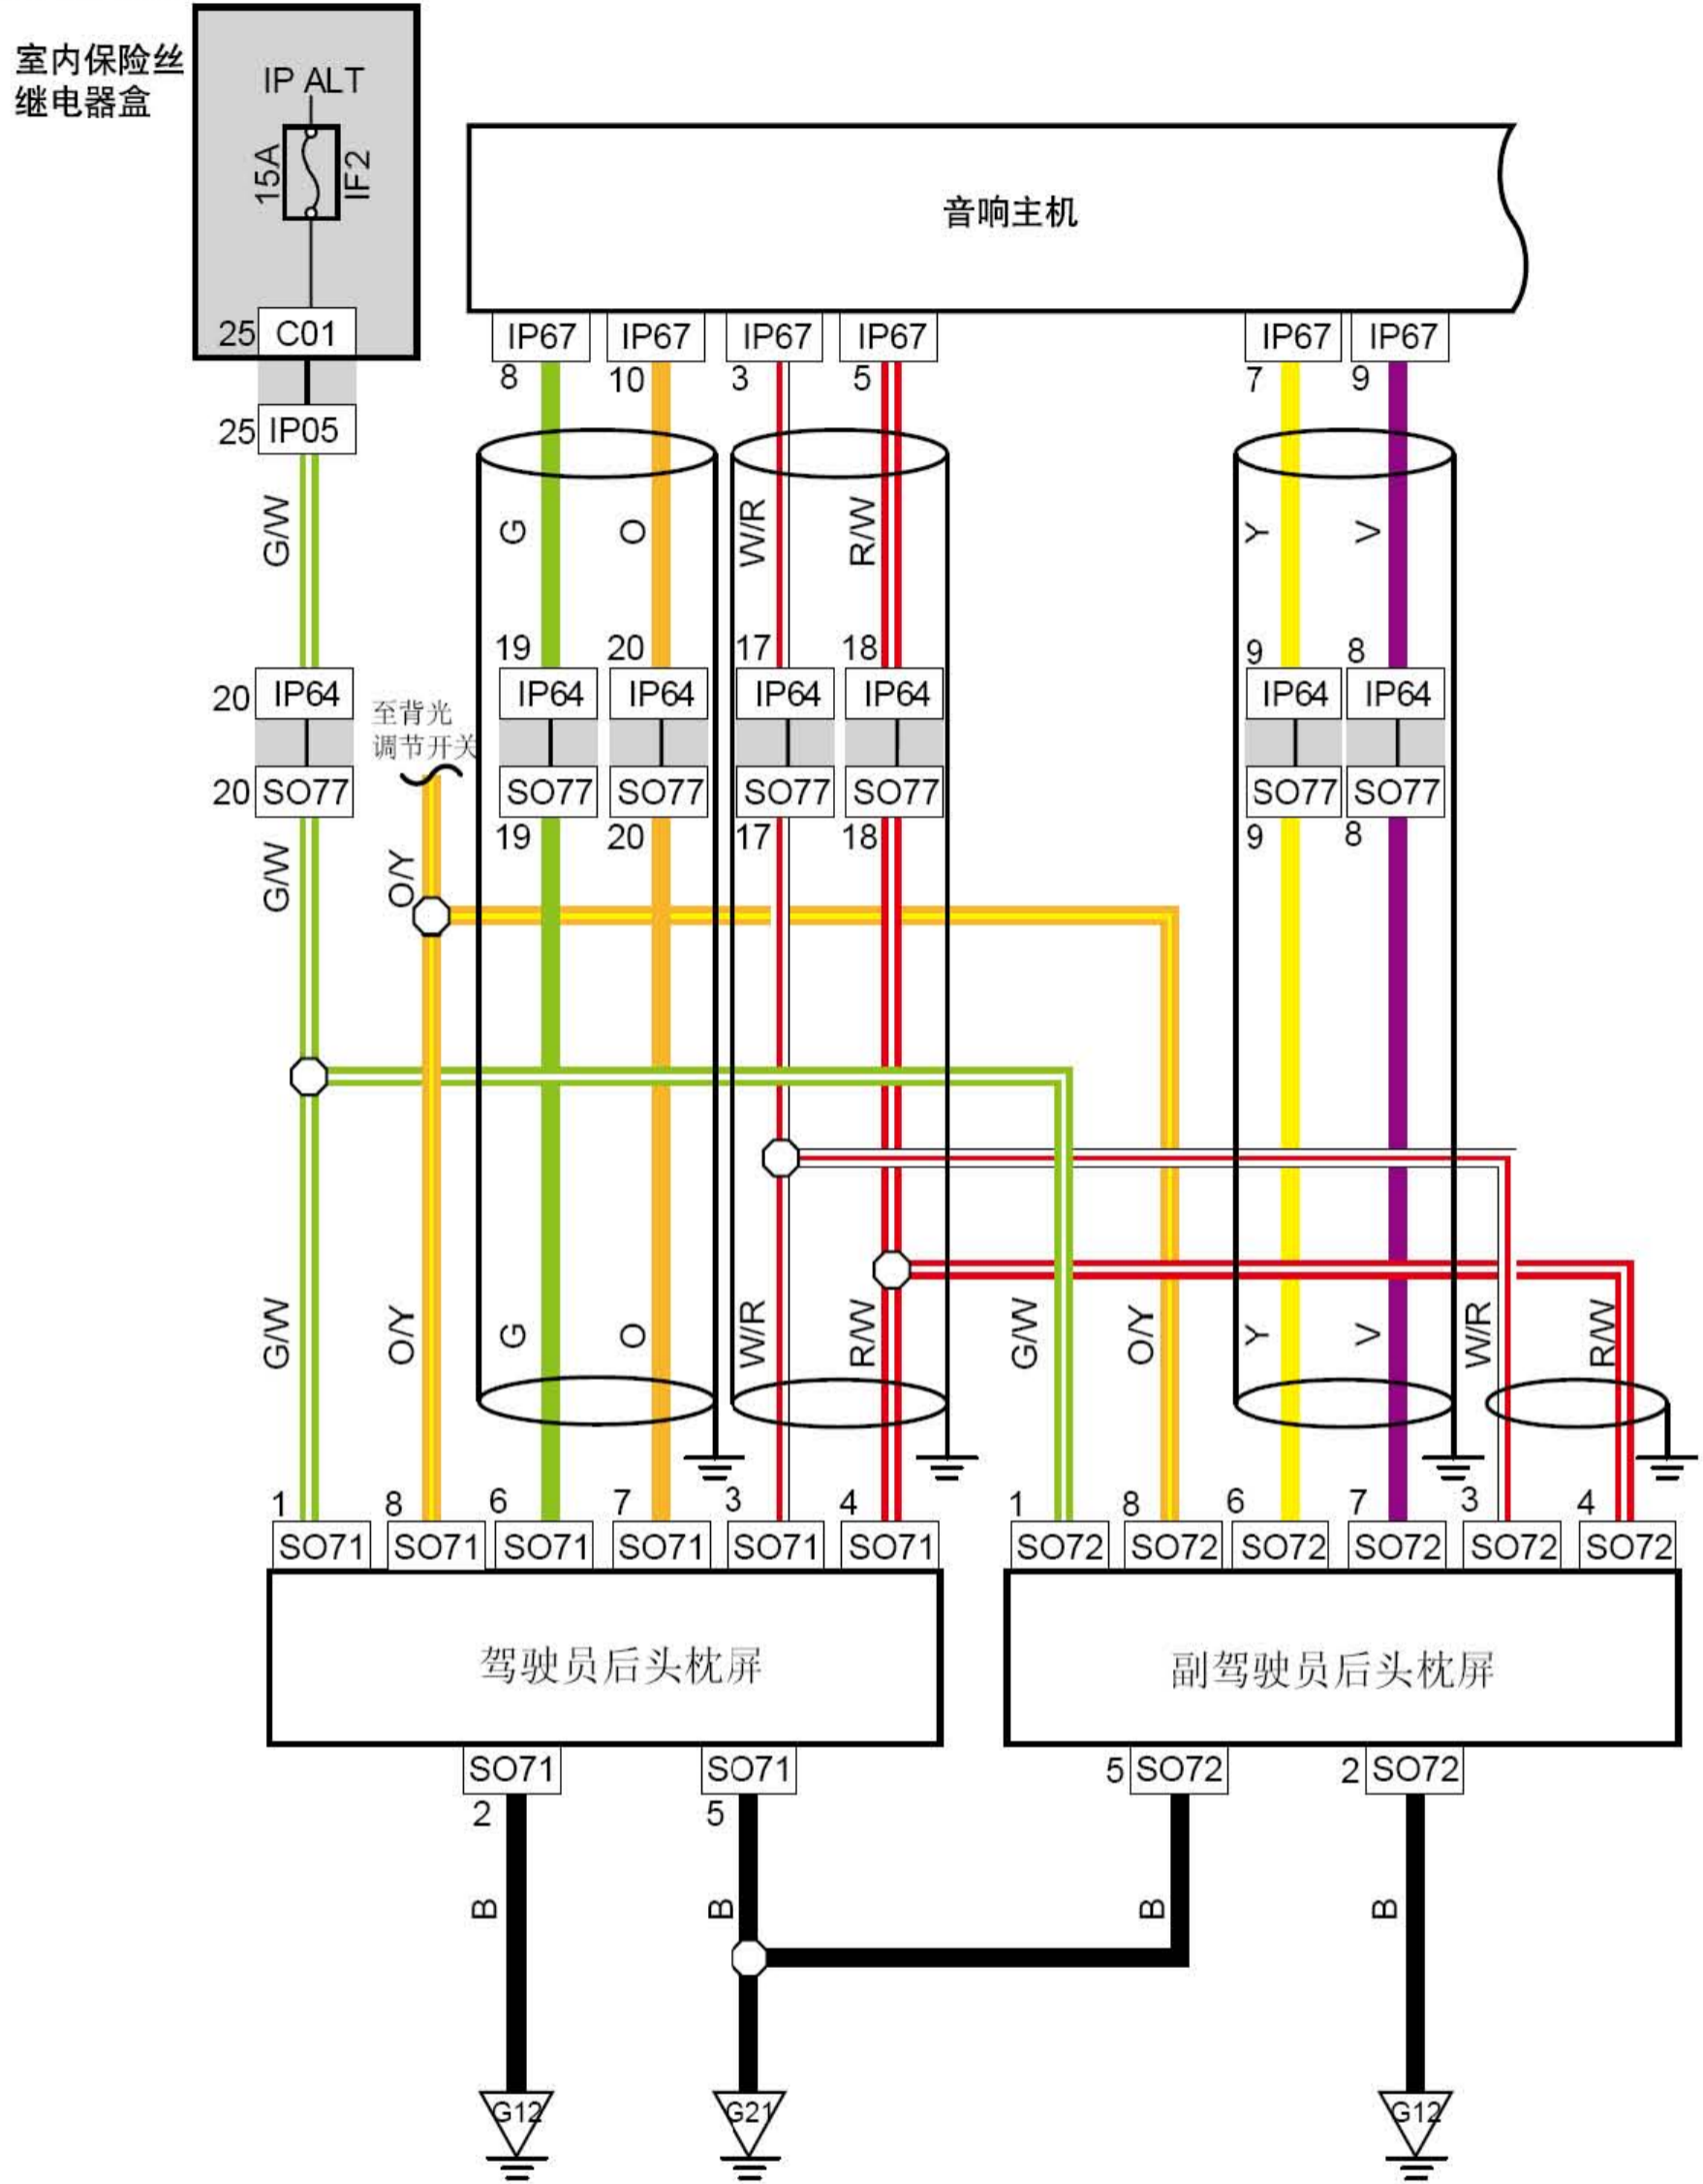 室内保险丝
继电器盒
IP ALT
15A
IF2
音响主机
25 C01
IP67 IP67 IP67 IP67 IP67 IP67
8 10 3 5 7 9
25 IP05
G/W G O W/R R/W Y V
19 20 17 18 9 8
20 IP64 IP64 IP64 IP64 IP64 IP64 IP64
至背光
调节开关
20 SO77 SO77 SO77 SO77 SO77 SO77 SO77
19 20 17 18 9 8
G/W O/Y
G/W O/Y G O W/R R/W G/W O/Y Y V W/R R/W
1 8 6 7 3 4 1 8 6 7 3 4
SO71 SO71 SO71 SO71 SO71 SO71 SO72 SO72 SO72 SO72 SO72 SO72
驾驶员后头枕屏
副驾驶员后头枕屏
SO71 SO71 5 SO72 2 SO72
2 5
B B B B
G12 G21 G12